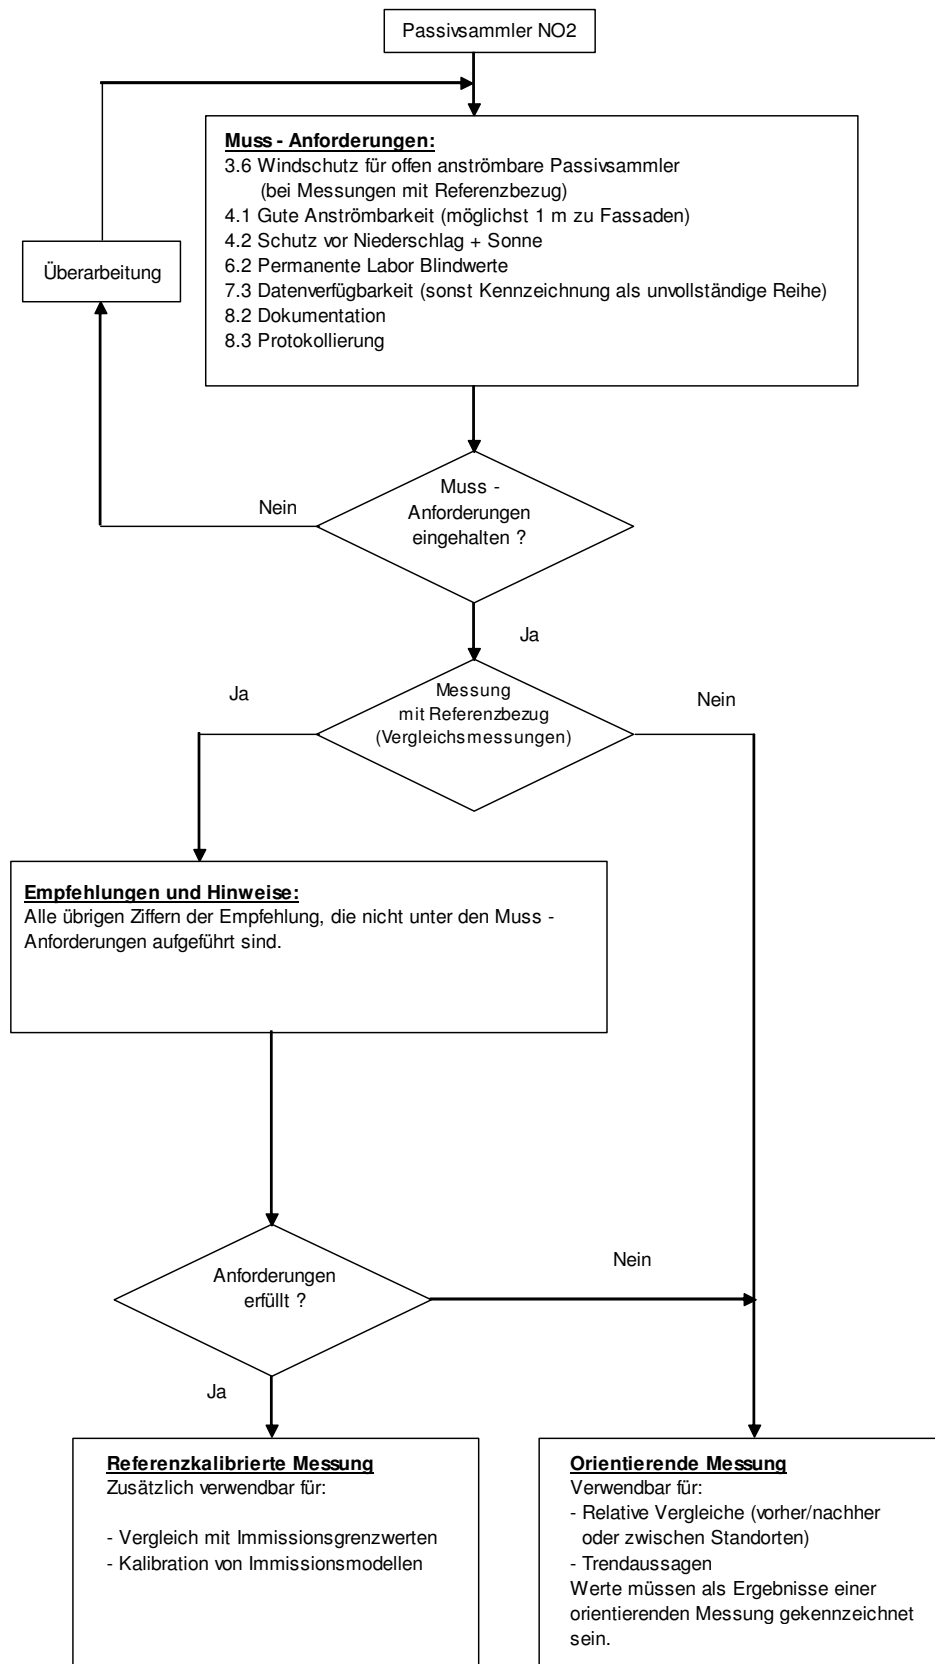 Passivsammler NO2
Muss - Anforderungen:
3.6 Windschutz für offen anströmbare Passivsammler
(bei Messungen mit Referenzbezug)
4.1 Gute Anströmbarkeit (möglichst 1 m zu Fassaden)
4.2 Schutz vor Niederschlag + Sonne
6.2 Permanente Labor Blindwerte
7.3 Datenverfügbarkeit (sonst Kennzeichnung als unvollständige Reihe)
8.2 Dokumentation
8.3 Protokollierung
Überarbeitung
Muss -
Anforderungen
eingehalten ?
Nein
Ja
Messung
mit Referenzbezug
(Vergleichsmessungen)
Ja
Nein
Empfehlungen und Hinweise:
Alle übrigen Ziffern der Empfehlung, die nicht unter den Muss -
Anforderungen aufgeführt sind.
Anforderungen
erfüllt ?
Nein
Ja
Referenzkalibrierte Messung
Zusätzlich verwendbar für:
- Vergleich mit Immissionsgrenzwerten
- Kalibration von Immissionsmodellen
Orientierende Messung
Verwendbar für:
- Relative Vergleiche (vorher/nachher
oder zwischen Standorten)
- Trendaussagen
Werte müssen als Ergebnisse einer
orientierenden Messung gekennzeichnet
sein.